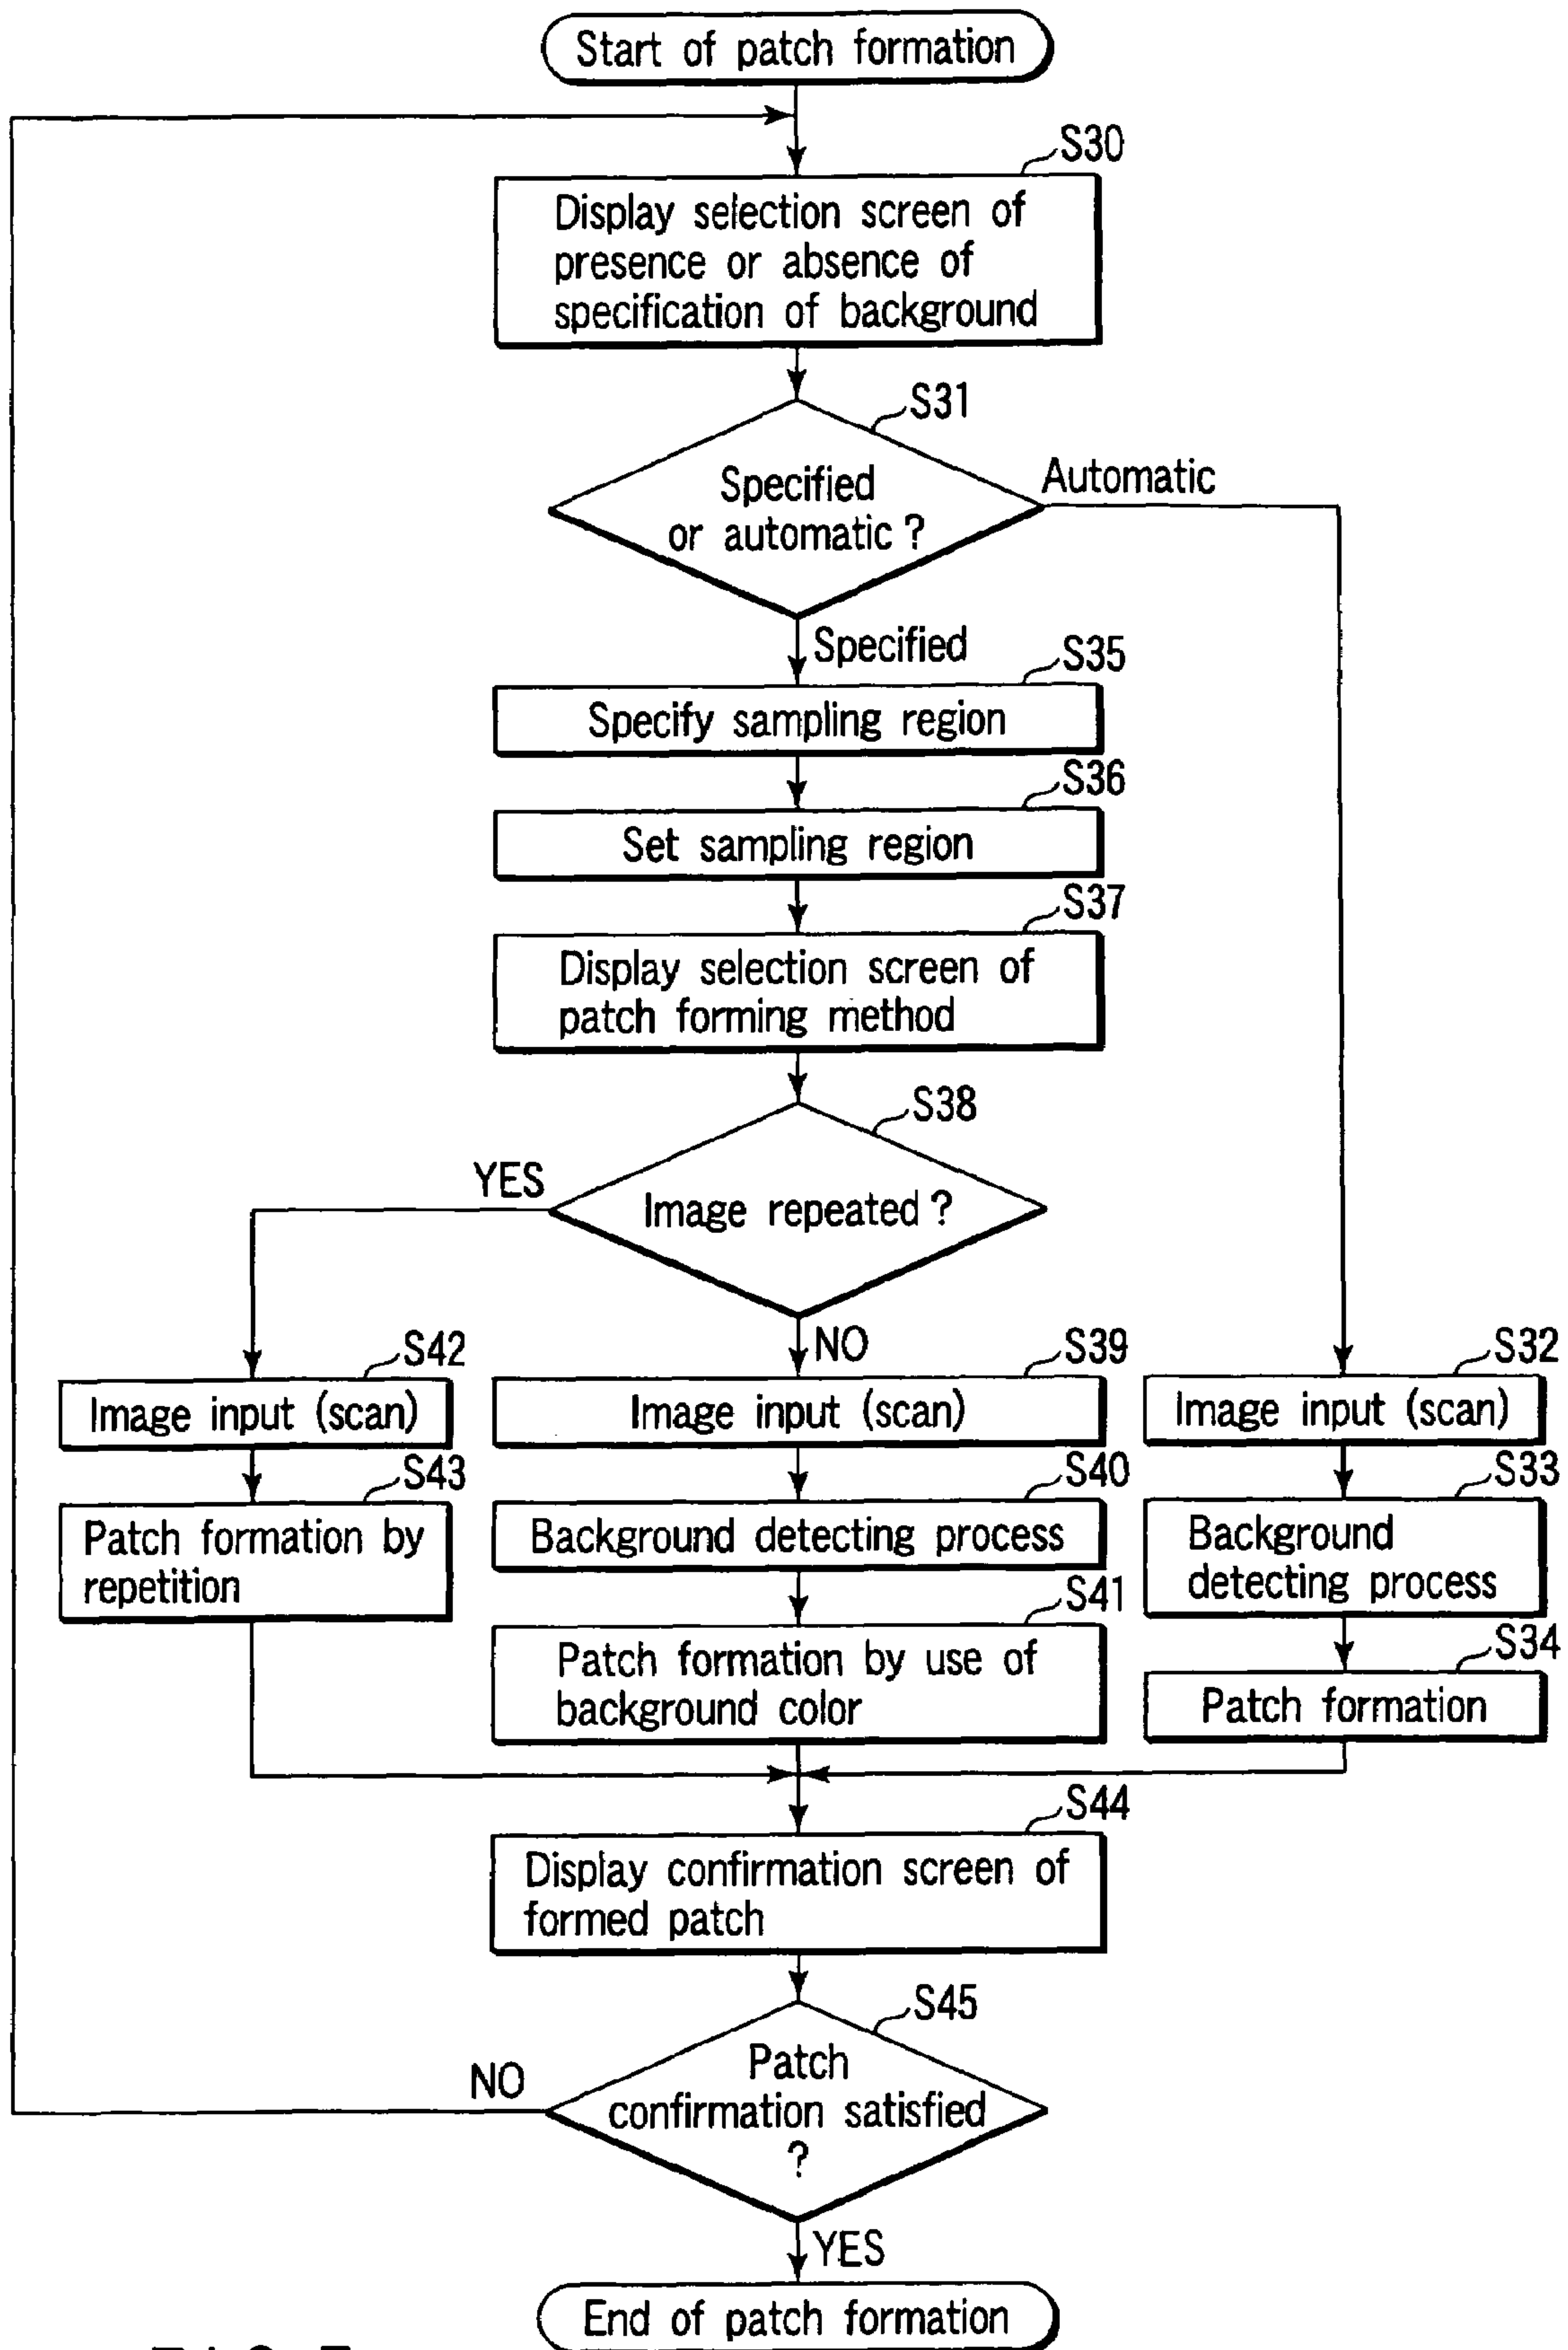 Start of patch formation
S30
Display selection screen of
presence or absence of
specification of background
S31
Specified
or automatic ?
Automatic
Specified
S35
Specify sampling region
S36
Set sampling region
S37
Display selection screen of
patch forming method
S38
YES
Image repeated ?
NO
S42
Image input (scan)
S43
Patch formation by
repetition
S39
Image input (scan)
S40
Background detecting process
S41
Patch formation by use of
background color
S32
Image input (scan)
S33
Background
detecting process
S34
Patch formation
S44
Display confirmation screen of
formed patch
S45
NO
Patch
confirmation satisfied
?
YES
End of patch formation